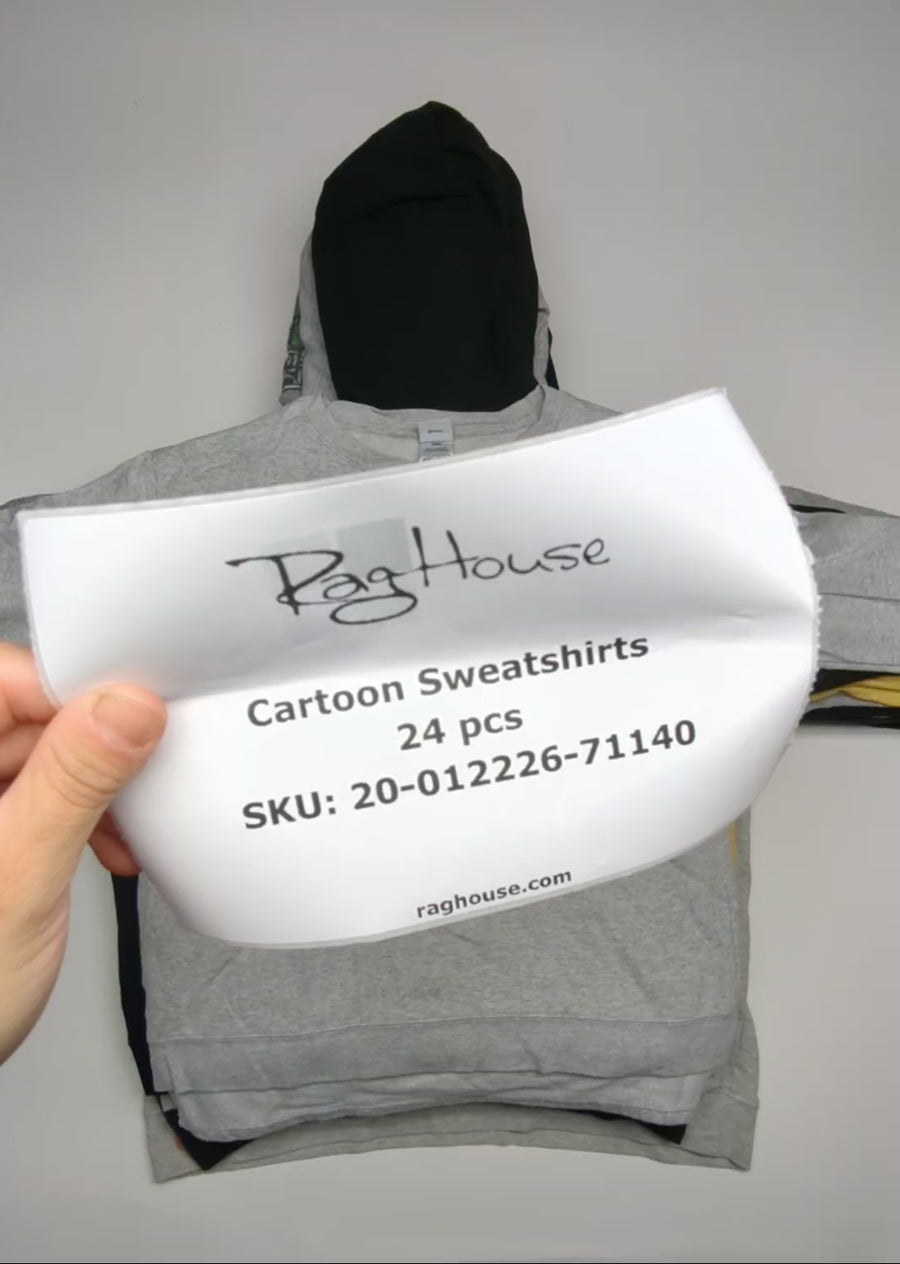 RagHouse
Cartoon Sweatshirts
24 pcs
SKU: 20-012226-71140
raghouse.com